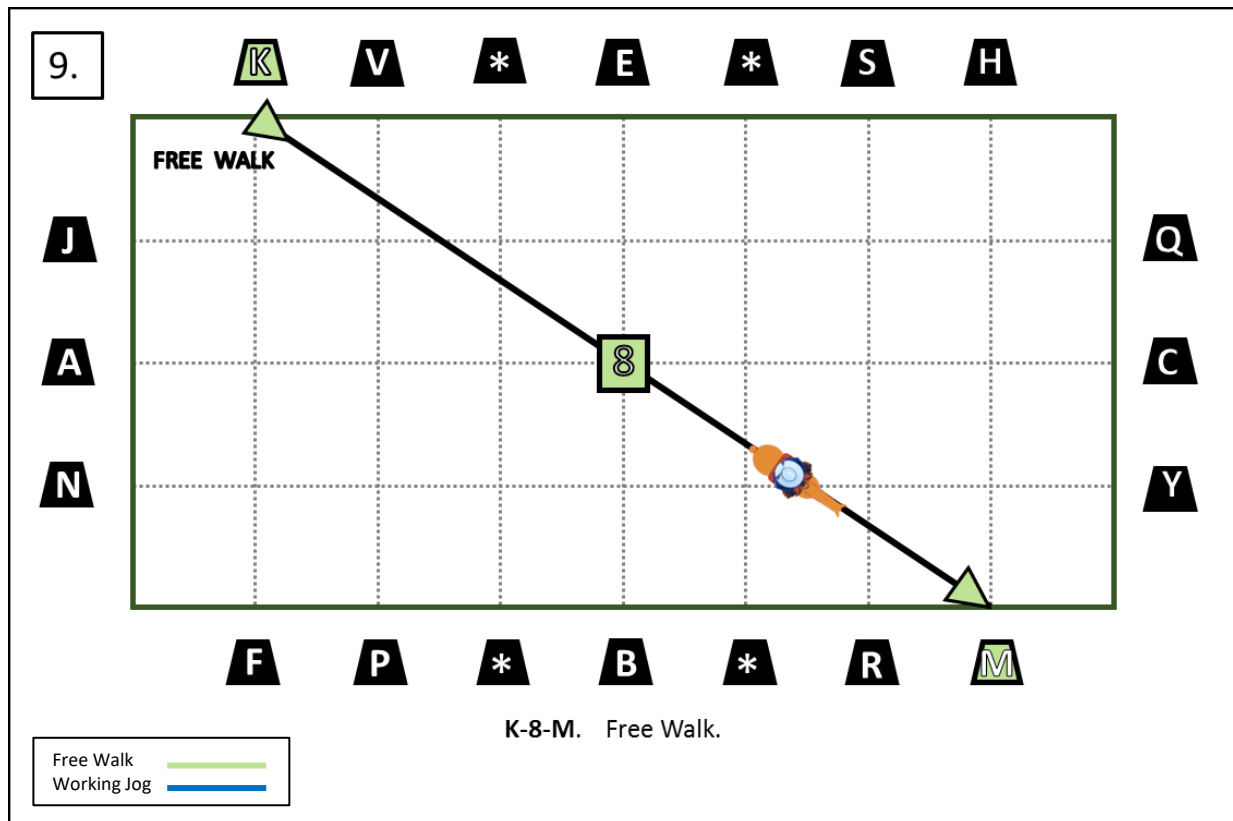 9.
K V * E * S H
FREE WALK
J Q
8
A C
N Y
F P * B * R M
K-8-M. Free Walk.
Free Walk
Working Jog